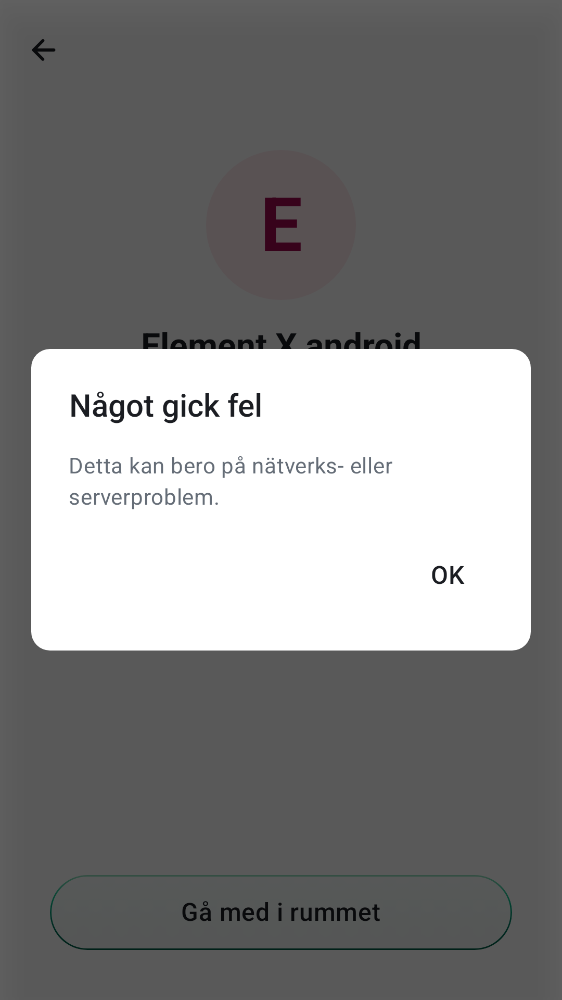 E
Element X android
Något gick fel
Detta kan bero på nätverks- eller
serverproblem.
OK
Gå med i rummet